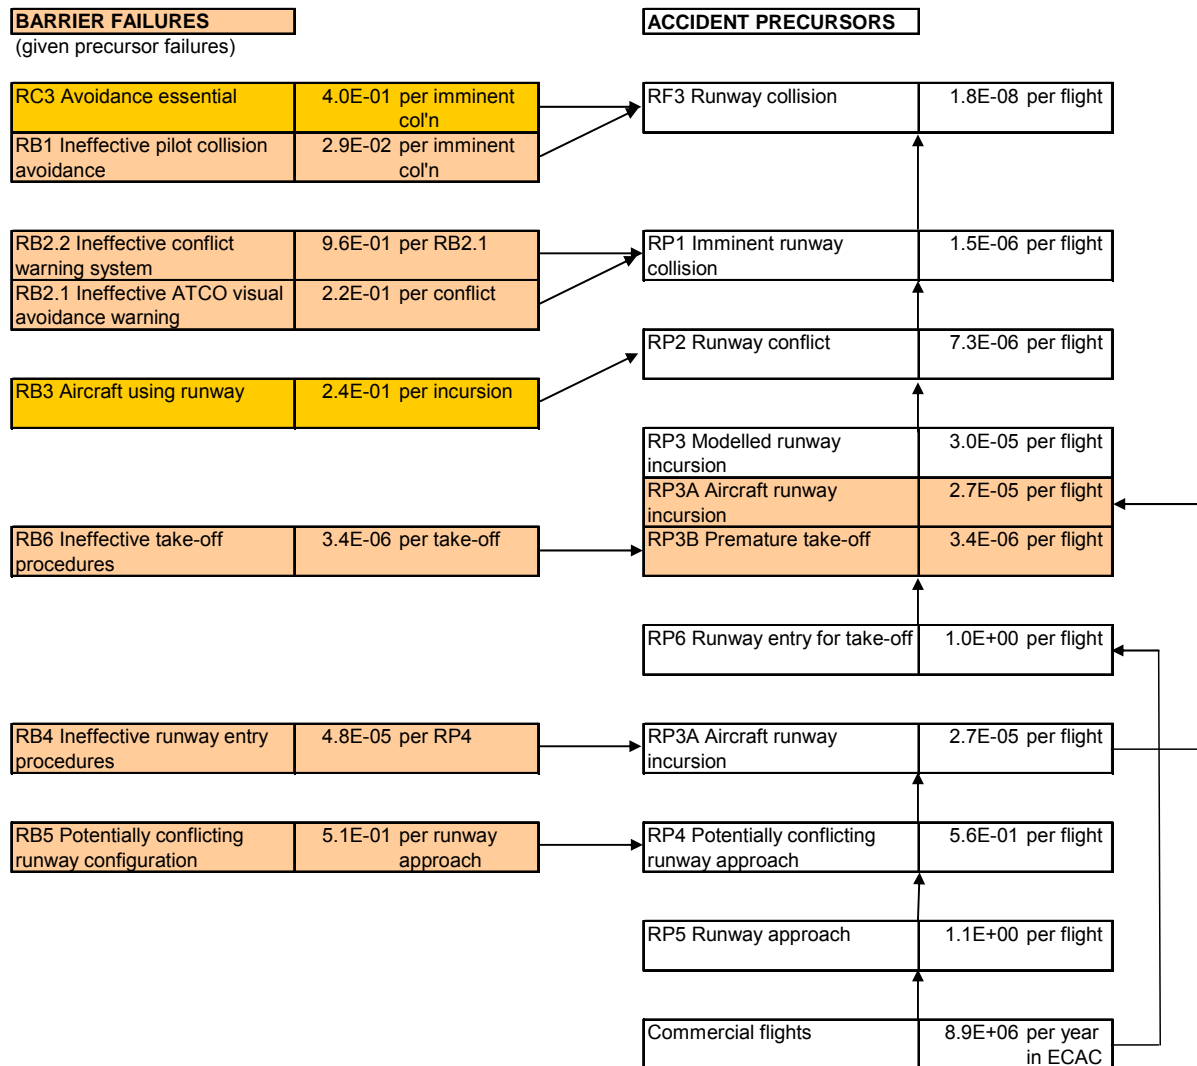 BARRIER FAILURES
(given precursor failures)
ACCIDENT PRECURSORS
RC3 Avoidance essential
4.0E-01 per imminent
col'n
RF3 Runway collision
1.8E-08 per flight
RB1 Ineffective pilot collision
avoidance
2.9E-02 per imminent
col'n
RB2.2 Ineffective conflict
warning system
9.6E-01 per RB2.1
RP1 Imminent runway
collision
1.5E-06 per flight
RB2.1 Ineffective ATCO visual
avoidance warning
2.2E-01 per conflict
RP2 Runway conflict
7.3E-06 per flight
RB3 Aircraft using runway
2.4E-01 per incursion
RP3 Modelled runway
incursion
3.0E-05 per flight
RP3A Aircraft runway
incursion
2.7E-05 per flight
RB6 Ineffective take-off
procedures
3.4E-06 per take-off
RP3B Premature take-off
3.4E-06 per flight
RP6 Runway entry for take-off
1.0E+00 per flight
RB4 Ineffective runway entry
procedures
4.8E-05 per RP4
RP3A Aircraft runway
incursion
2.7E-05 per flight
RB5 Potentially conflicting
runway configuration
5.1E-01 per runway
approach
RP4 Potentially conflicting
runway approach
5.6E-01 per flight
RP5 Runway approach
1.1E+00 per flight
Commercial flights
8.9E+06 per year
in ECAC